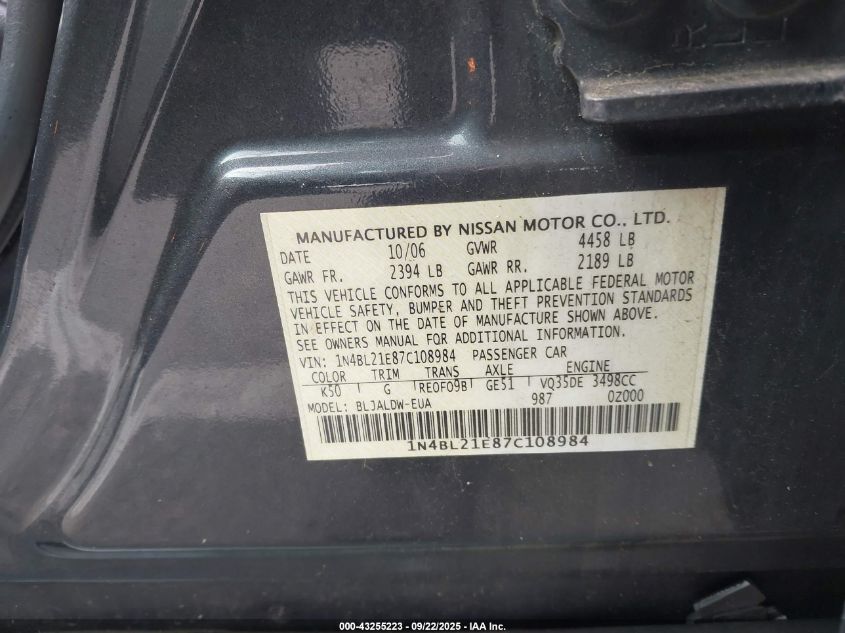 MANUFACTURED BY NISSAN MOTOR CO., LTD.
DATE 10/06 GVWR 4458 LB
GAWR FR. 2394 LB GAWR RR. 2189 LB
THIS VEHICLE CONFORMS TO ALL APPLICABLE FEDERAL MOTOR
VEHICLE SAFETY, BUMPER AND THEFT PREVENTION STANDARDS
IN EFFECT ON THE DATE OF MANUFACTURE SHOWN ABOVE.
SEE OWNERS MANUAL FOR ADDITIONAL INFORMATION.
VIN: 1N4BL21E87C108984 PASSENGER CAR
COLOR TRIM TRANS AXLE ENGINE
K50 G RE0F09B GE51 VQ35DE 3498CC
MODEL: BLJALDW-EUA 987 0Z000
1N4BL21E87C108984
000-43255223 - 09/22/2025 - IAA Inc.